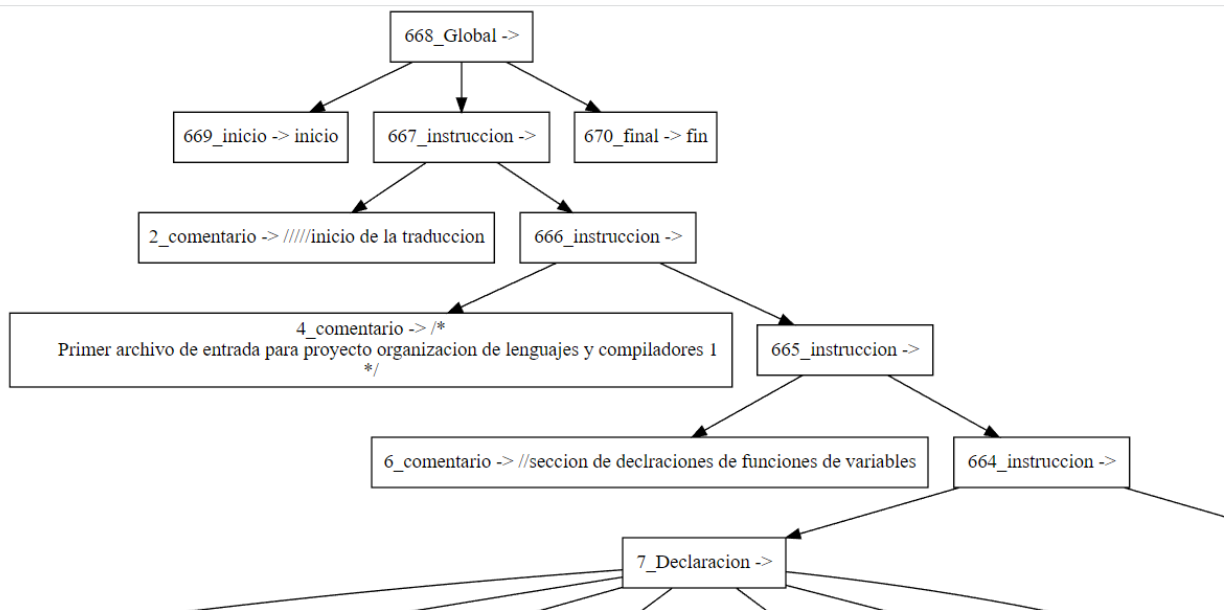 668_Global ->
669_inicio -> inicio
667_instruccion ->
670_final -> fin
2_comentario -> /////inicio de la traduccion
666_instruccion ->
4_comentario -> /*
Primer archivo de entrada para proyecto organizacion de lenguajes y compiladores 1
*/
665_instruccion ->
6_comentario -> //seccion de declraciones de funciones de variables
664_instruccion ->
7_Declaracion ->